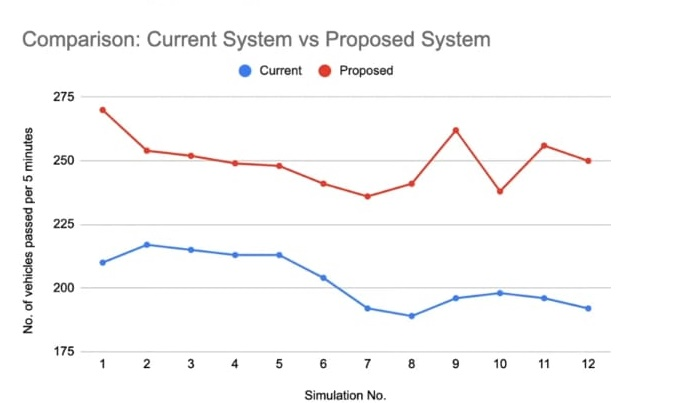 Comparison: Current System vs Proposed System
Current Proposed
No. of vehicles passed per 5 minutes
275
250
225
200
175
1 2 3 4 5 6 7 8 9 10 11 12
Simulation No.